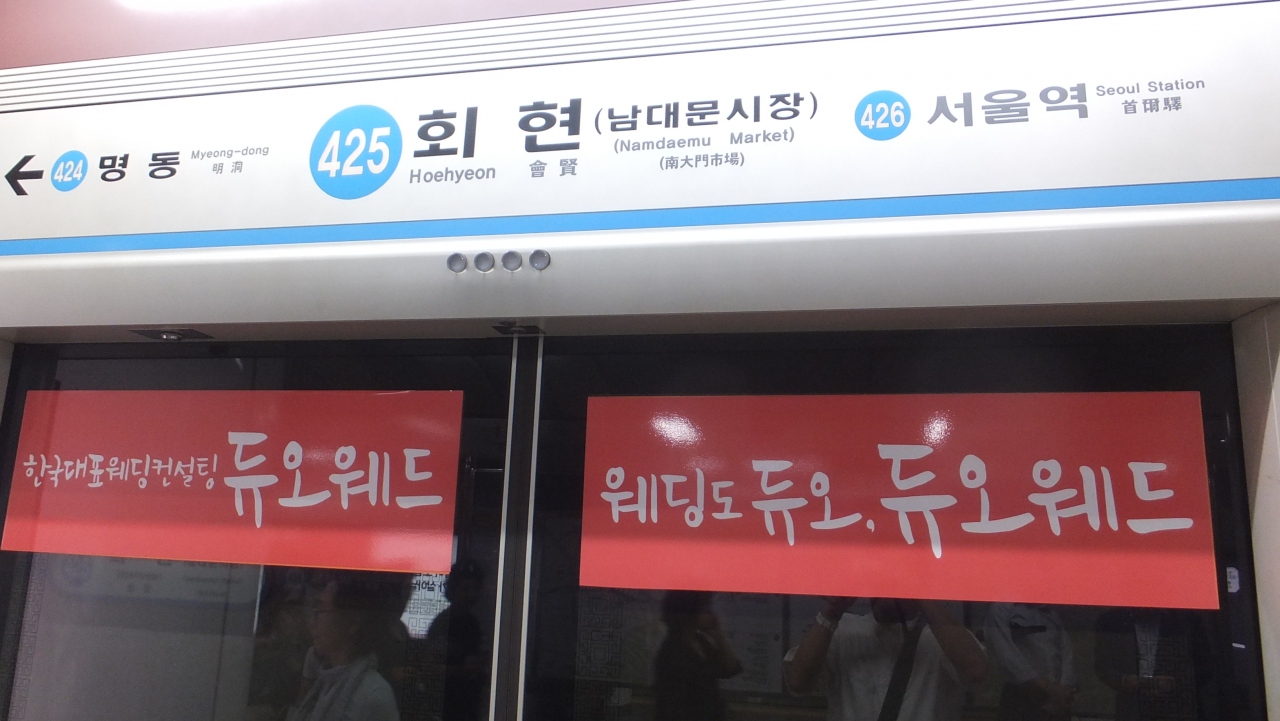 ← 424 명동 Myeong-dong
明洞
425 회현 (남대문시장)
Hoehyeon 會賢 (Namdaemu Market)
(南大門市場)
426 서울역 Seoul Station
首爾驛
한국대표웨딩컨설팅 듀오웨드
웨딩도 듀오, 듀오웨드